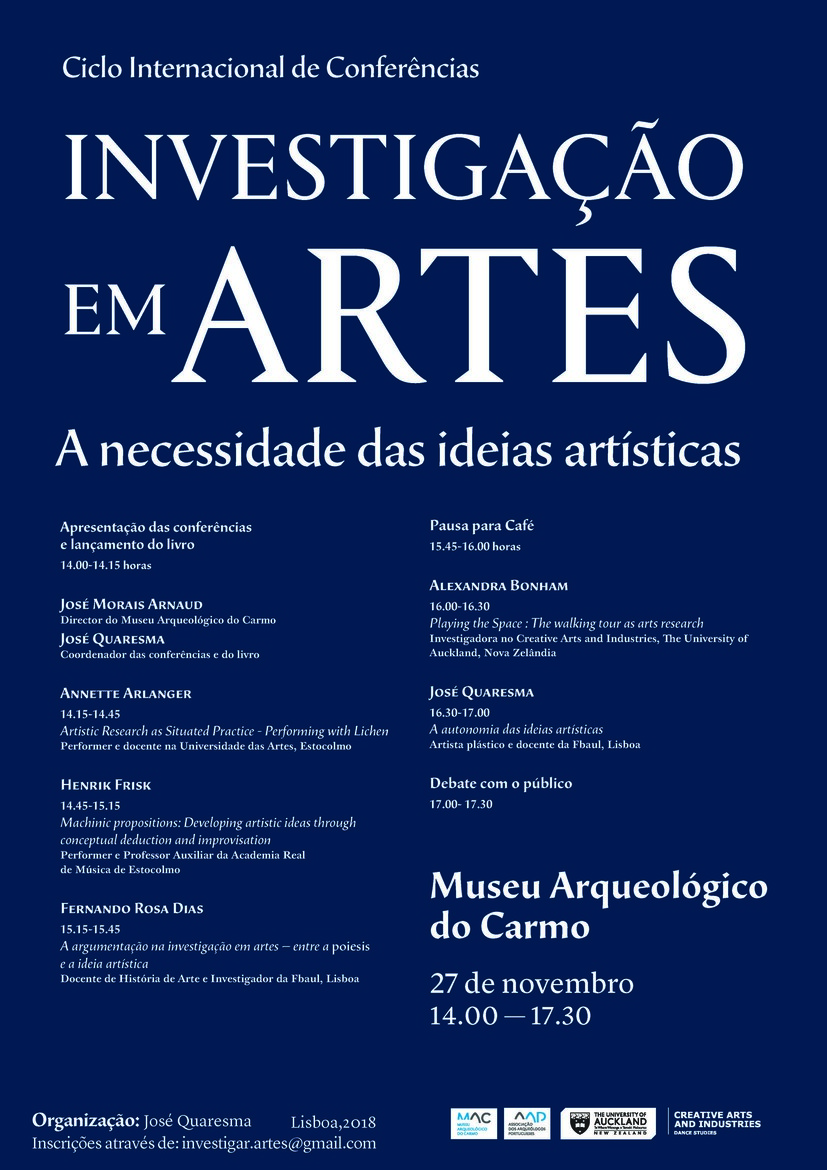 Ciclo Internacional de Conferências
INVESTIGAÇÃO
EM ARTES
A necessidade das ideias artísticas
Apresentação das conferências
e lançamento do livro
14.00-14.15 horas
José Morais Arnaud
Director do Museu Arqueológico do Carmo
José Quaresma
Coordenador das conferências e do livro
Annette Arlanger
14.15-14.45
Artistic Research as Situated Practice - Performing with Lichen
Performer e docente na Universidade das Artes, Estocolmo
Henrik Frisk
14.45-15.15
Machinic propositions: Developing artistic ideas through
conceptual deduction and improvisation
Performer e Professor Auxiliar da Academia Real
de Música de Estocolmo
Fernando Rosa Dias
15.15-15.45
A argumentação na investigação em artes – entre a poiesis
e a ideia artística
Docente de História de Arte e Investigador da Fbaul, Lisboa
Pausa para Café
15.45-16.00 horas
Alexandra Bonham
16.00-16.30
Playing the Space : The walking tour as arts research
Investigadora no Creative Arts and Industries, The University of
Auckland, Nova Zelândia
José Quaresma
16.30-17.00
A autonomia das ideias artísticas
Artista plástico e docente da Fbaul, Lisboa
Debate com o público
17.00- 17.30
Museu Arqueológico
do Carmo
27 de novembro
14.00 — 17.30
Organização: José Quaresma Lisboa,2018
Inscrições através de: investigar.artes@gmail.com
MAC
MUSEU
ARQUEOLÓGICO
DO CARMO
AAP
ASSOCIAÇÃO
DOS ARQUEÓLOGOS
PORTUGUESES
THE UNIVERSITY OF
AUCKLAND
NEW ZEALAND
CREATIVE ARTS
AND INDUSTRIES
DANCE STUDIES